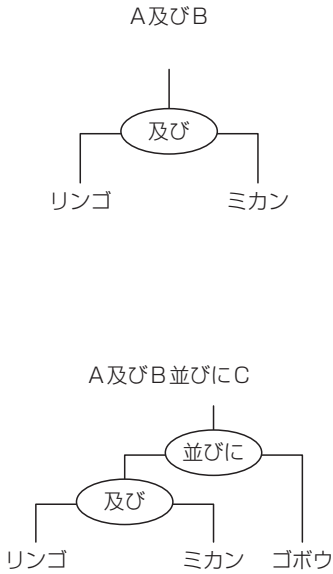 A及びB
及び
リンゴ ミカン
A及びB並びにC
並びに
及び
リンゴ ミカン ゴボウ